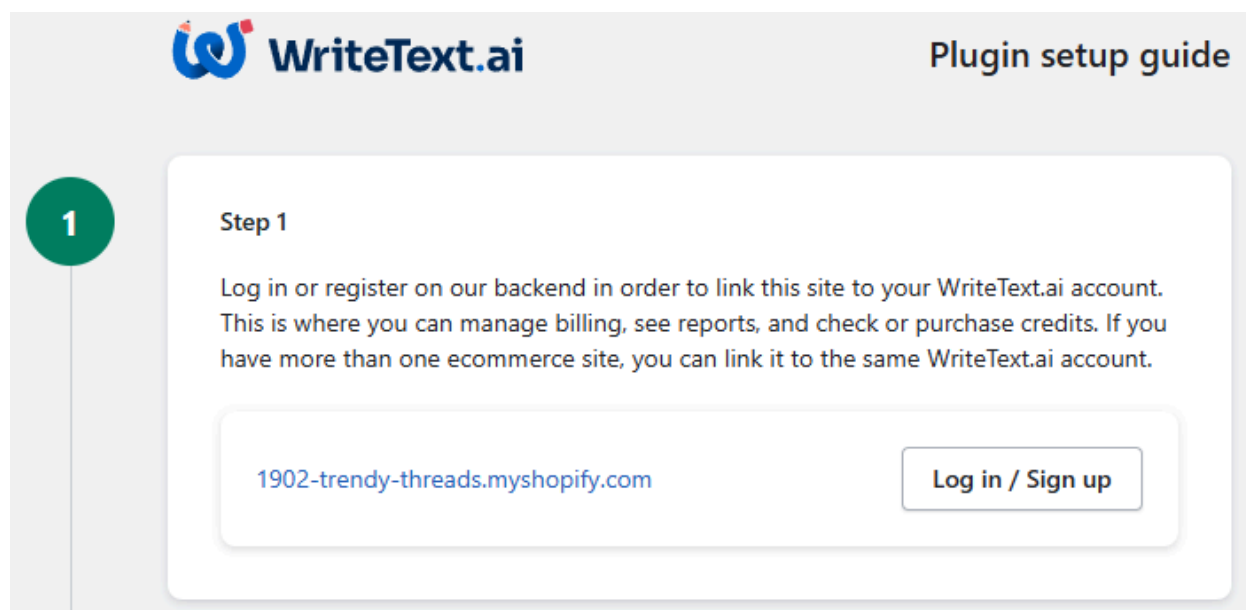 WriteText.ai
Plugin setup guide
1
Step 1
Log in or register on our backend in order to link this site to your WriteText.ai account.
This is where you can manage billing, see reports, and check or purchase credits. If you
have more than one ecommerce site, you can link it to the same WriteText.ai account.
1902-trendy-threads.myshopify.com
Log in / Sign up